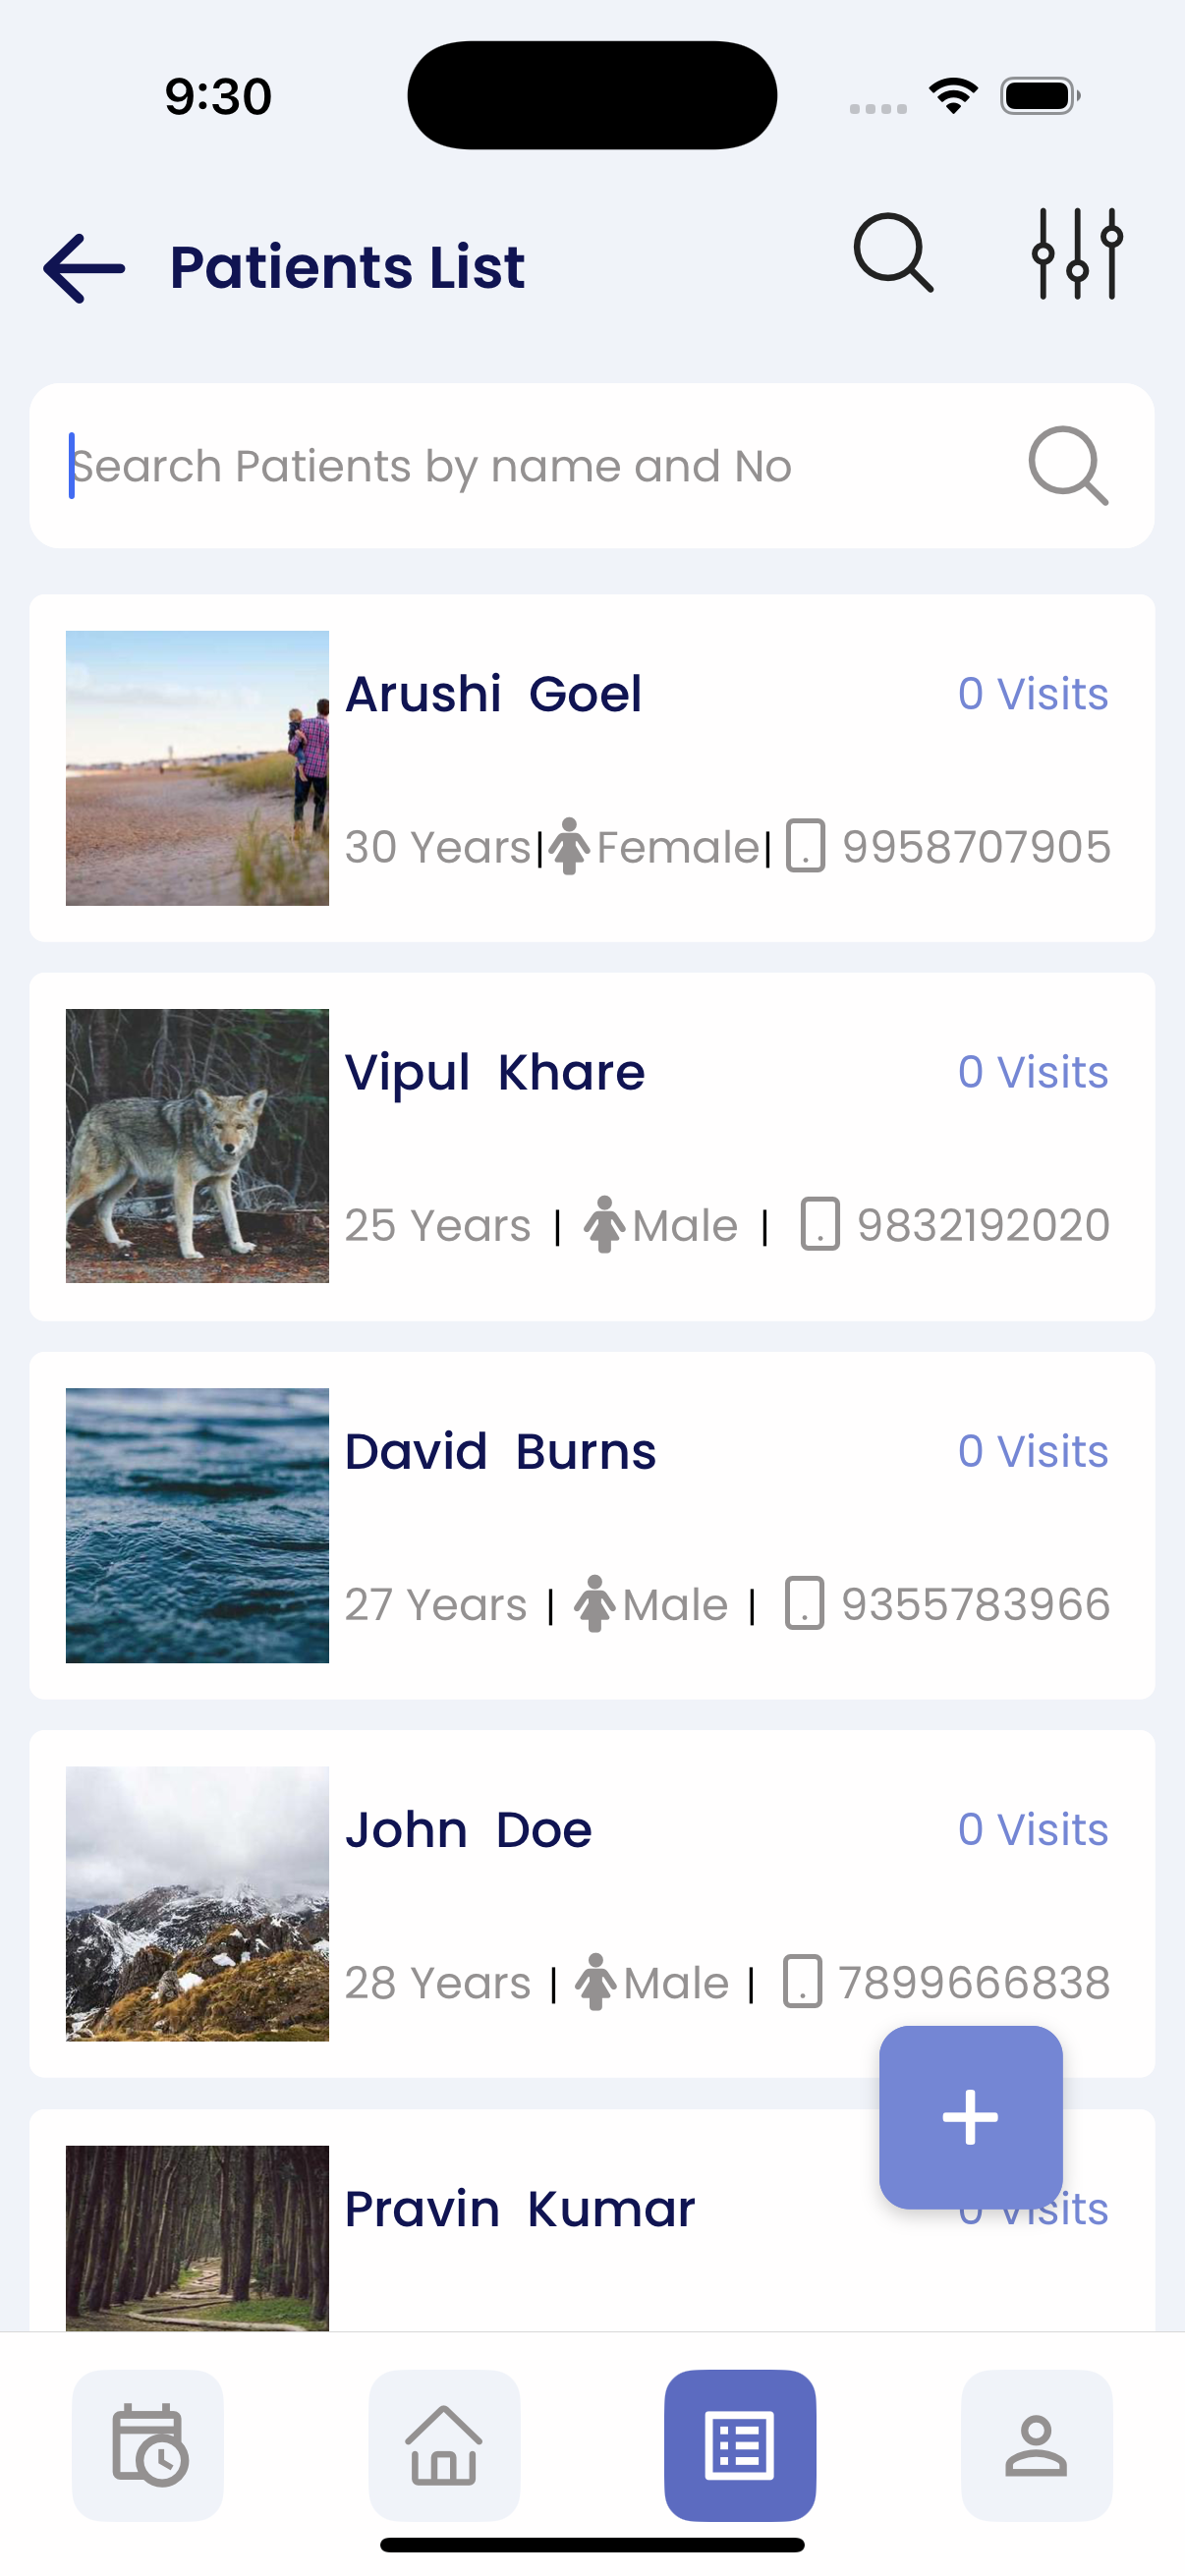 9:30
Patients List
Search Patients by name and No
Arushi Goel 0 Visits
30 Years | Female | 9958707905
Vipul Khare 0 Visits
25 Years | Male | 9832192020
David Burns 0 Visits
27 Years | Male | 9355783966
John Doe 0 Visits
28 Years | Male | 7899666838
Pravin Kumar 0 Visits